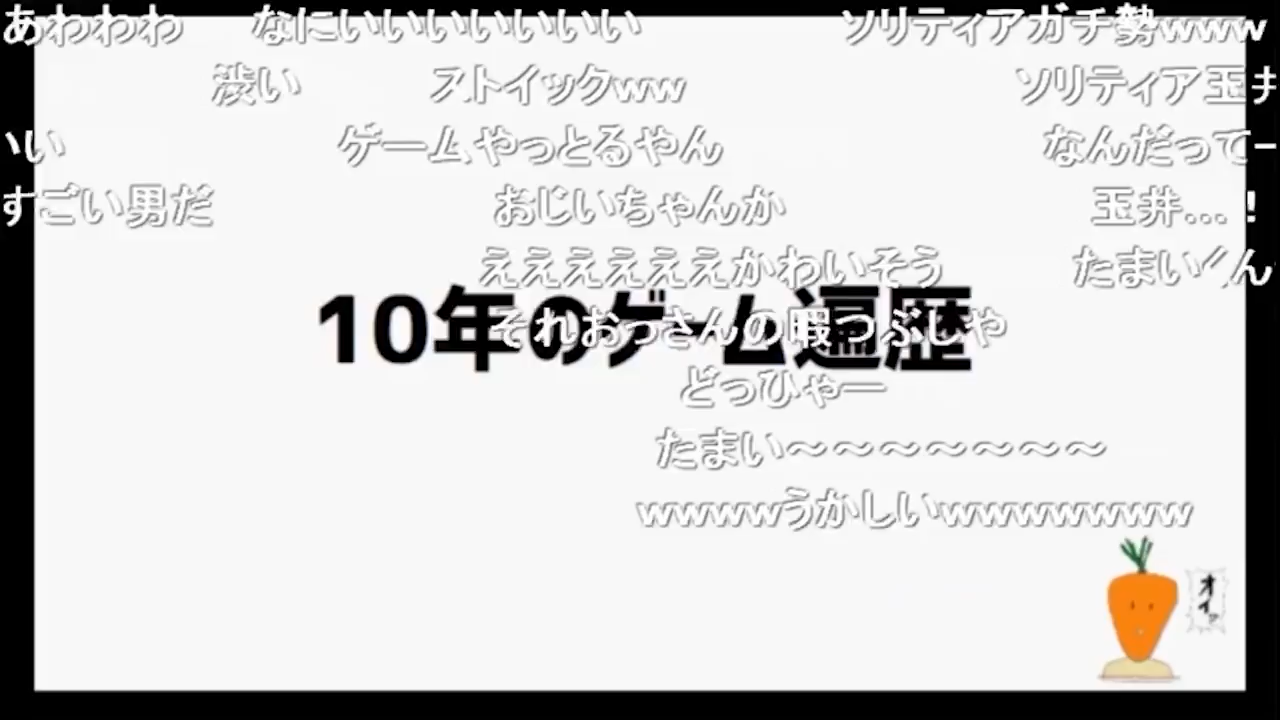 あわわわ なにいいいいいいい ソリティアガチ勢www
渋い ストイックww ソリティア玉井
いい ゲームやっとるやん なんだってー
すごい男だ おじいちゃんか 玉井…!
ええええええかわいそう たまいくん
10年のゲーム遍歴
それおっさんの暇つぶしや
どっひゃー
たまい～～～～～～～
wwwwうかしいwwwwwwww
オイッ